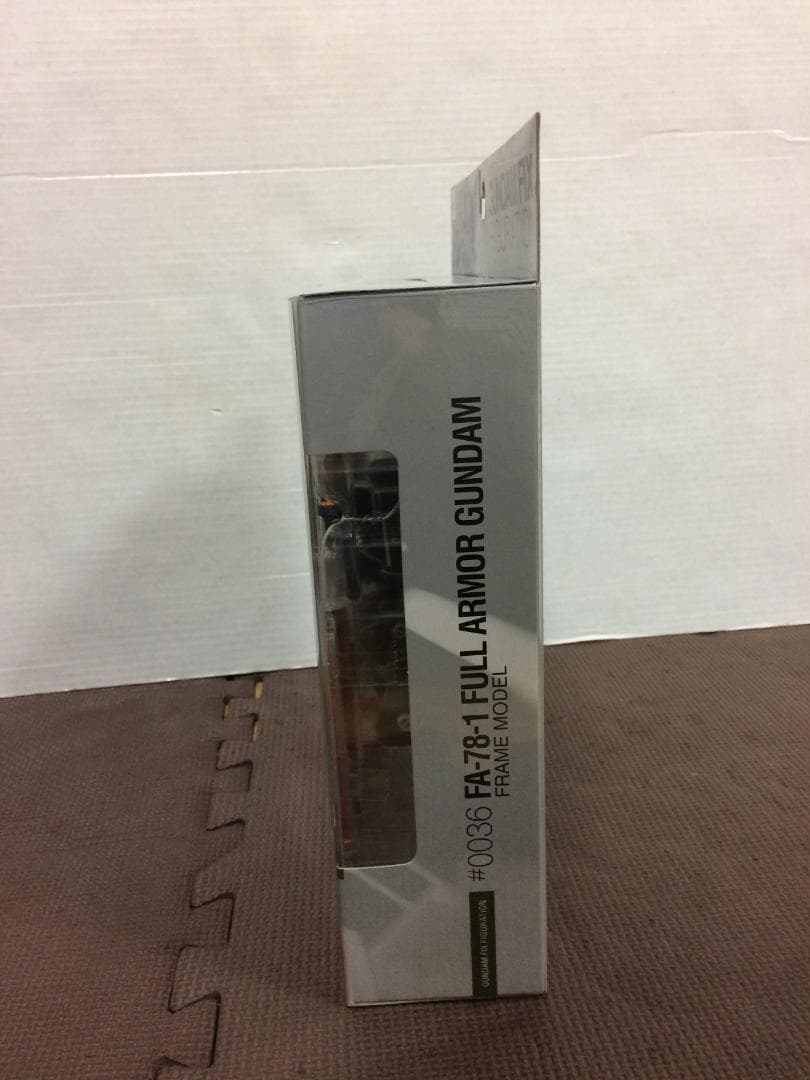 #0036 FA-78-1 FULL ARMOR GUNDAM
FRAME MODEL
GUNDAM FIX FIGURATION